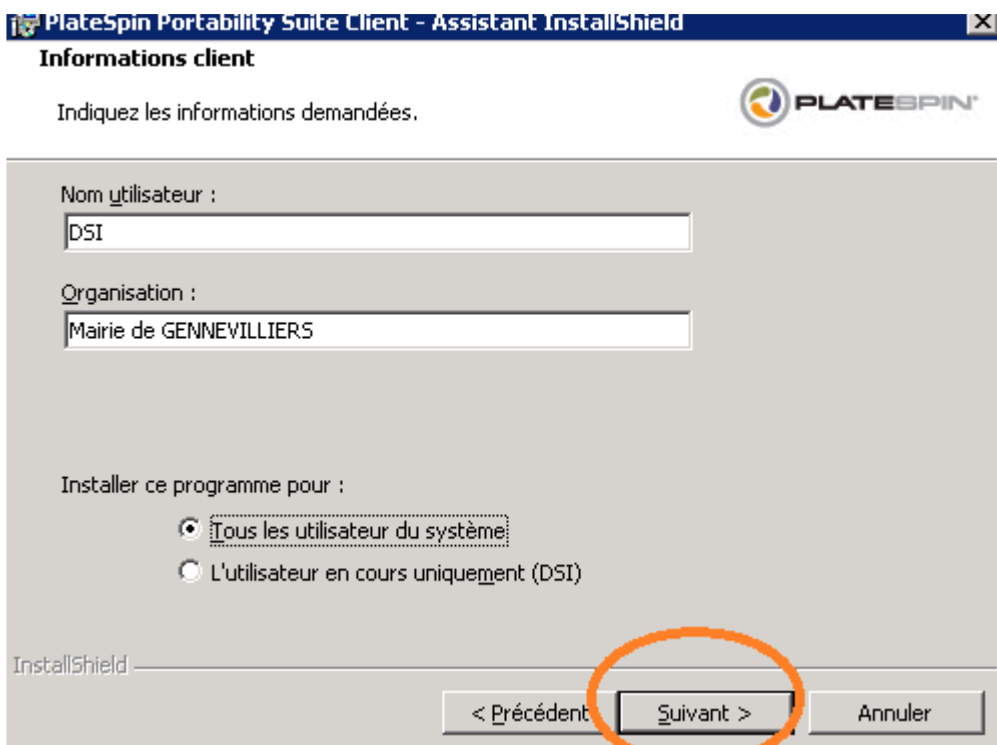 PlateSpin Portability Suite Client - Assistant InstallShield
Informations client
Indiquez les informations demandées.
PLATESPIN
Nom utilisateur :
DSI
Organisation :
Mairie de GENNEVILLIERS
Installer ce programme pour :
Tous les utilisateur du système
L'utilisateur en cours uniquement (DSI)
InstallShield
< Précédent
Suivant >
Annuler